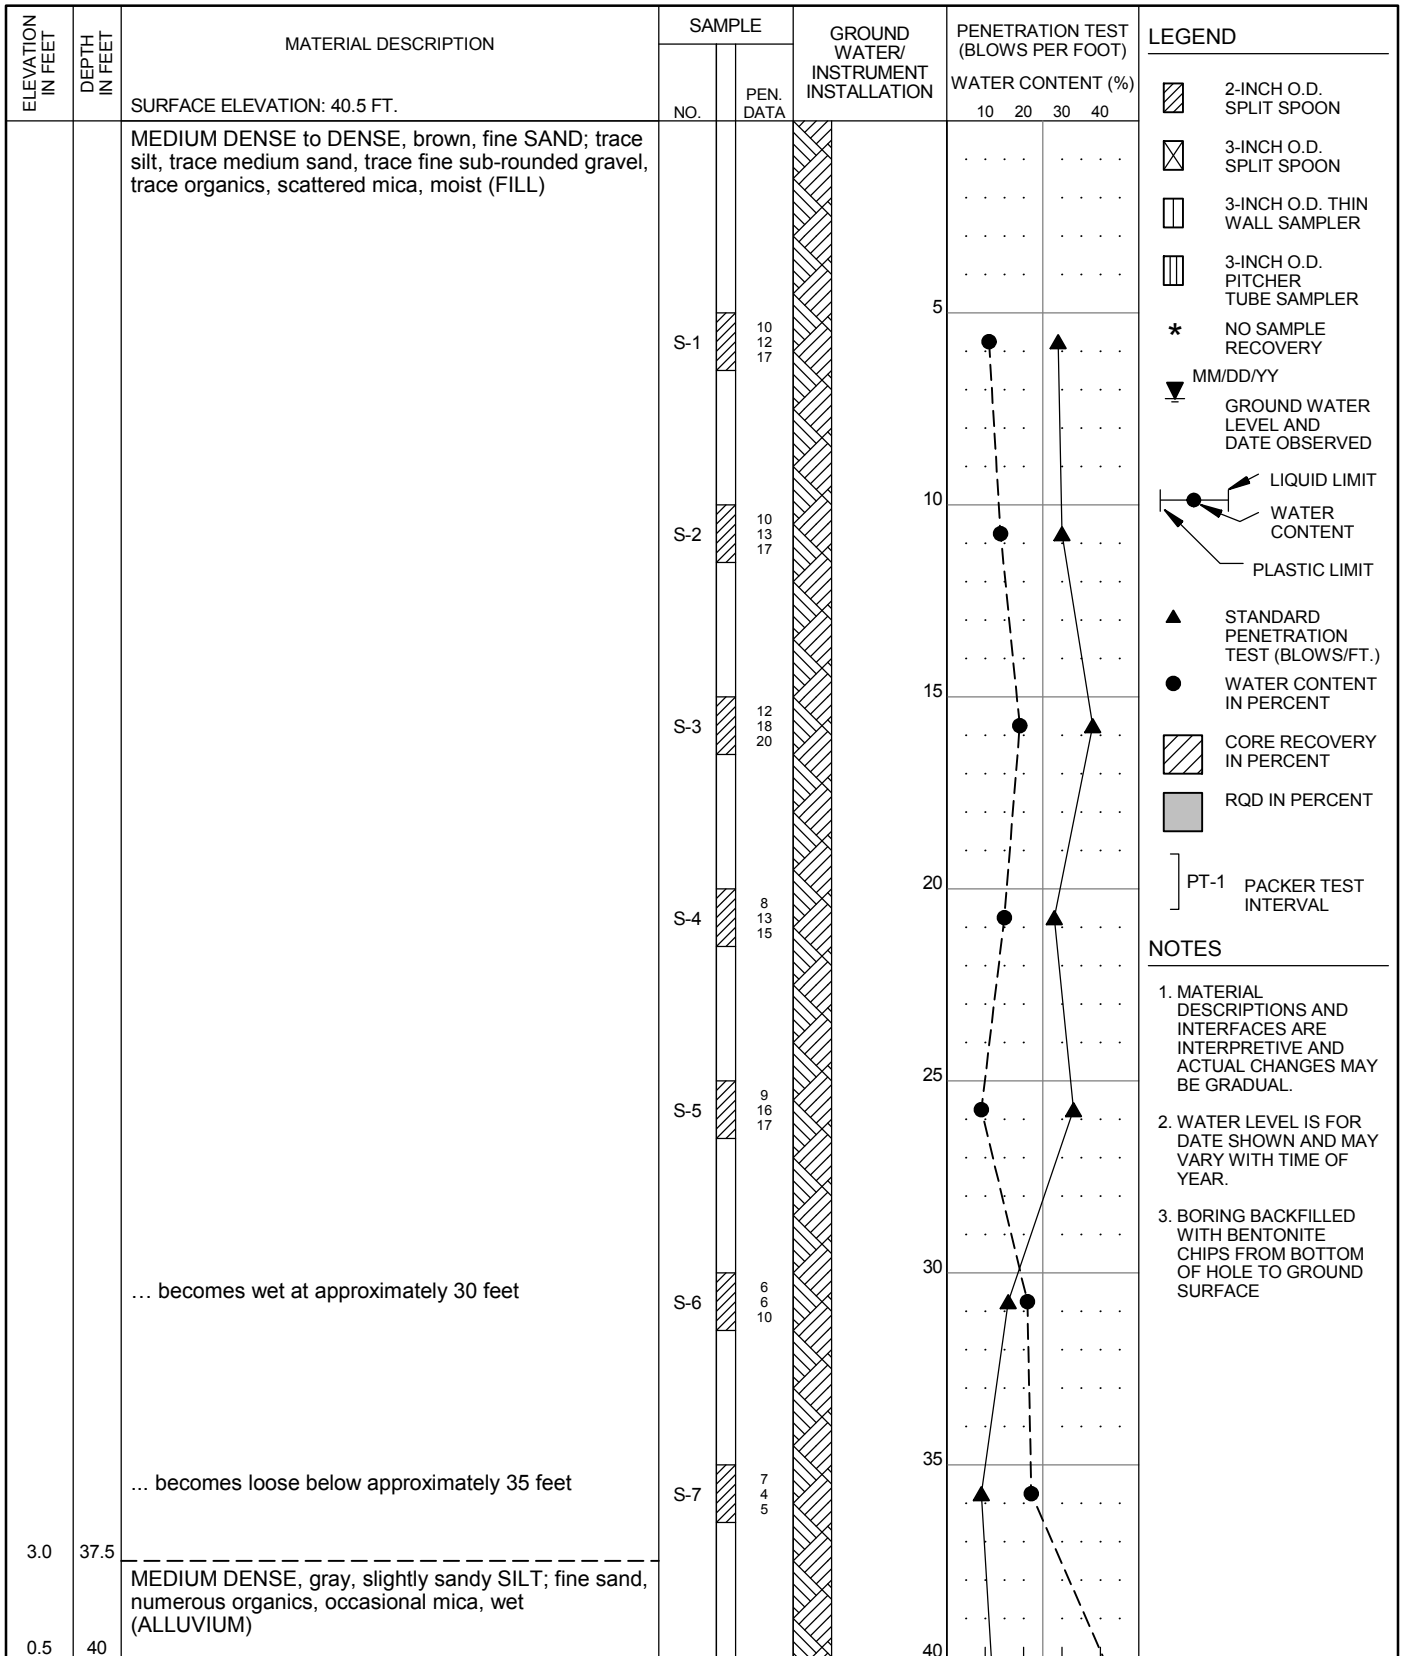 ELEVATION
IN FEET
DEPTH
IN FEET
MATERIAL DESCRIPTION
SURFACE ELEVATION: 40.5 FT.
SAMPLE
NO.
PEN.
DATA
GROUND
WATER/
INSTRUMENT
INSTALLATION
PENETRATION TEST
(BLOWS PER FOOT)
WATER CONTENT (%)
10 20 30 40
MEDIUM DENSE to DENSE, brown, fine SAND; trace
silt, trace medium sand, trace fine sub-rounded gravel,
trace organics, scattered mica, moist (FILL)
5
S-1
10
12
17
10
S-2
10
13
17
15
S-3
12
18
20
20
S-4
8
13
15
25
S-5
9
16
17
30
… becomes wet at approximately 30 feet
S-6
6
6
10
35
... becomes loose below approximately 35 feet
S-7
7
4
5
3.0 37.5
MEDIUM DENSE, gray, slightly sandy SILT; fine sand,
numerous organics, occasional mica, wet
(ALLUVIUM)
0.5 40
40
LEGEND
2-INCH O.D.
SPLIT SPOON
3-INCH O.D.
SPLIT SPOON
3-INCH O.D. THIN
WALL SAMPLER
3-INCH O.D.
PITCHER
TUBE SAMPLER
* NO SAMPLE
RECOVERY
MM/DD/YY
GROUND WATER
LEVEL AND
DATE OBSERVED
LIQUID LIMIT
WATER
CONTENT
PLASTIC LIMIT
STANDARD
PENETRATION
TEST (BLOWS/FT.)
WATER CONTENT
IN PERCENT
CORE RECOVERY
IN PERCENT
RQD IN PERCENT
PT-1 PACKER TEST
INTERVAL
NOTES
1. MATERIAL
DESCRIPTIONS AND
INTERFACES ARE
INTERPRETIVE AND
ACTUAL CHANGES MAY
BE GRADUAL.
2. WATER LEVEL IS FOR
DATE SHOWN AND MAY
VARY WITH TIME OF
YEAR.
3. BORING BACKFILLED
WITH BENTONITE
CHIPS FROM BOTTOM
OF HOLE TO GROUND
SURFACE